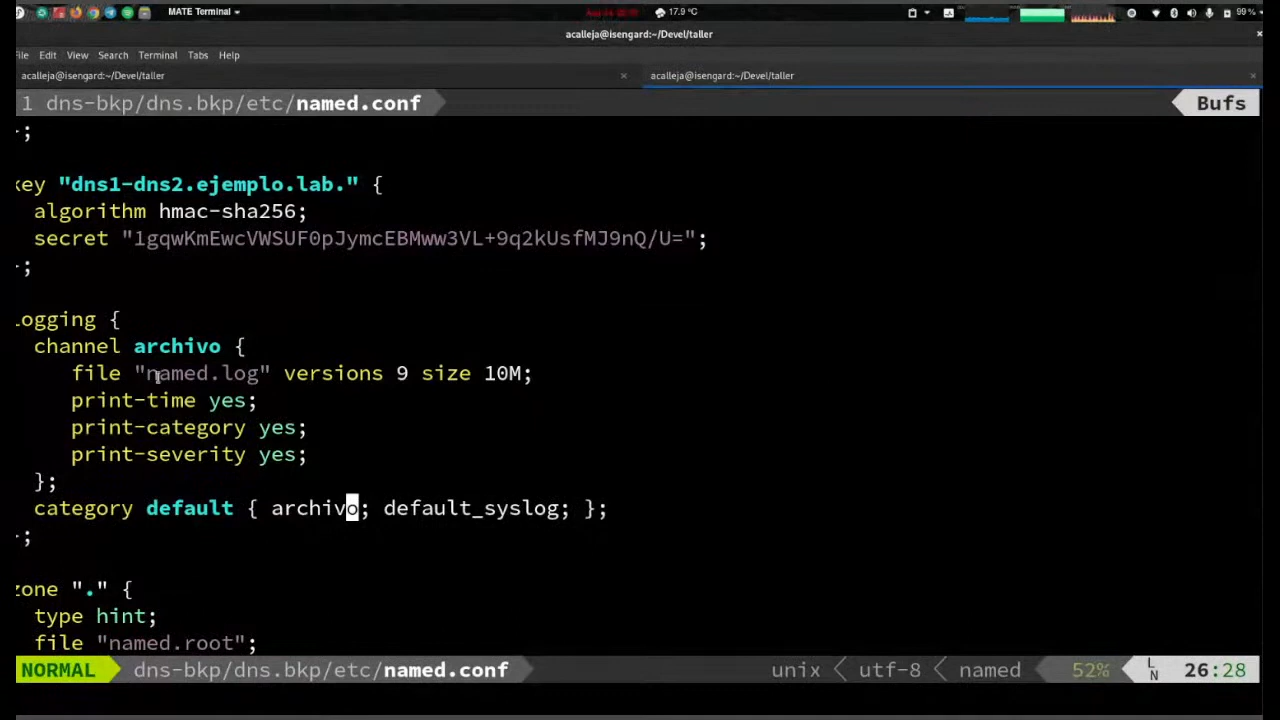 MATE Terminal
17.9 °C
99%
acalleja@isengard:~/Devel/taller
File Edit View Search Terminal Tabs Help
acalleja@isengard:~/Devel/taller
acalleja@isengard:~/Devel/taller
1 dns-bkp/dns.bkp/etc/named.conf
Bufs
};
key "dns1-dns2.ejemplo.lab." {
algorithm hmac-sha256;
secret "1gqwKmEwcVWSUF0pJymcEBMww3VL+9q2kUsfMJ9nQ/U=";
};
logging {
channel archivo {
file "named.log" versions 9 size 10M;
print-time yes;
print-category yes;
print-severity yes;
};
category default { archivo; default_syslog; };
};
zone "." {
type hint;
file "named.root";
NORMAL dns-bkp/dns.bkp/etc/named.conf unix utf-8 named 52% LN 26:28